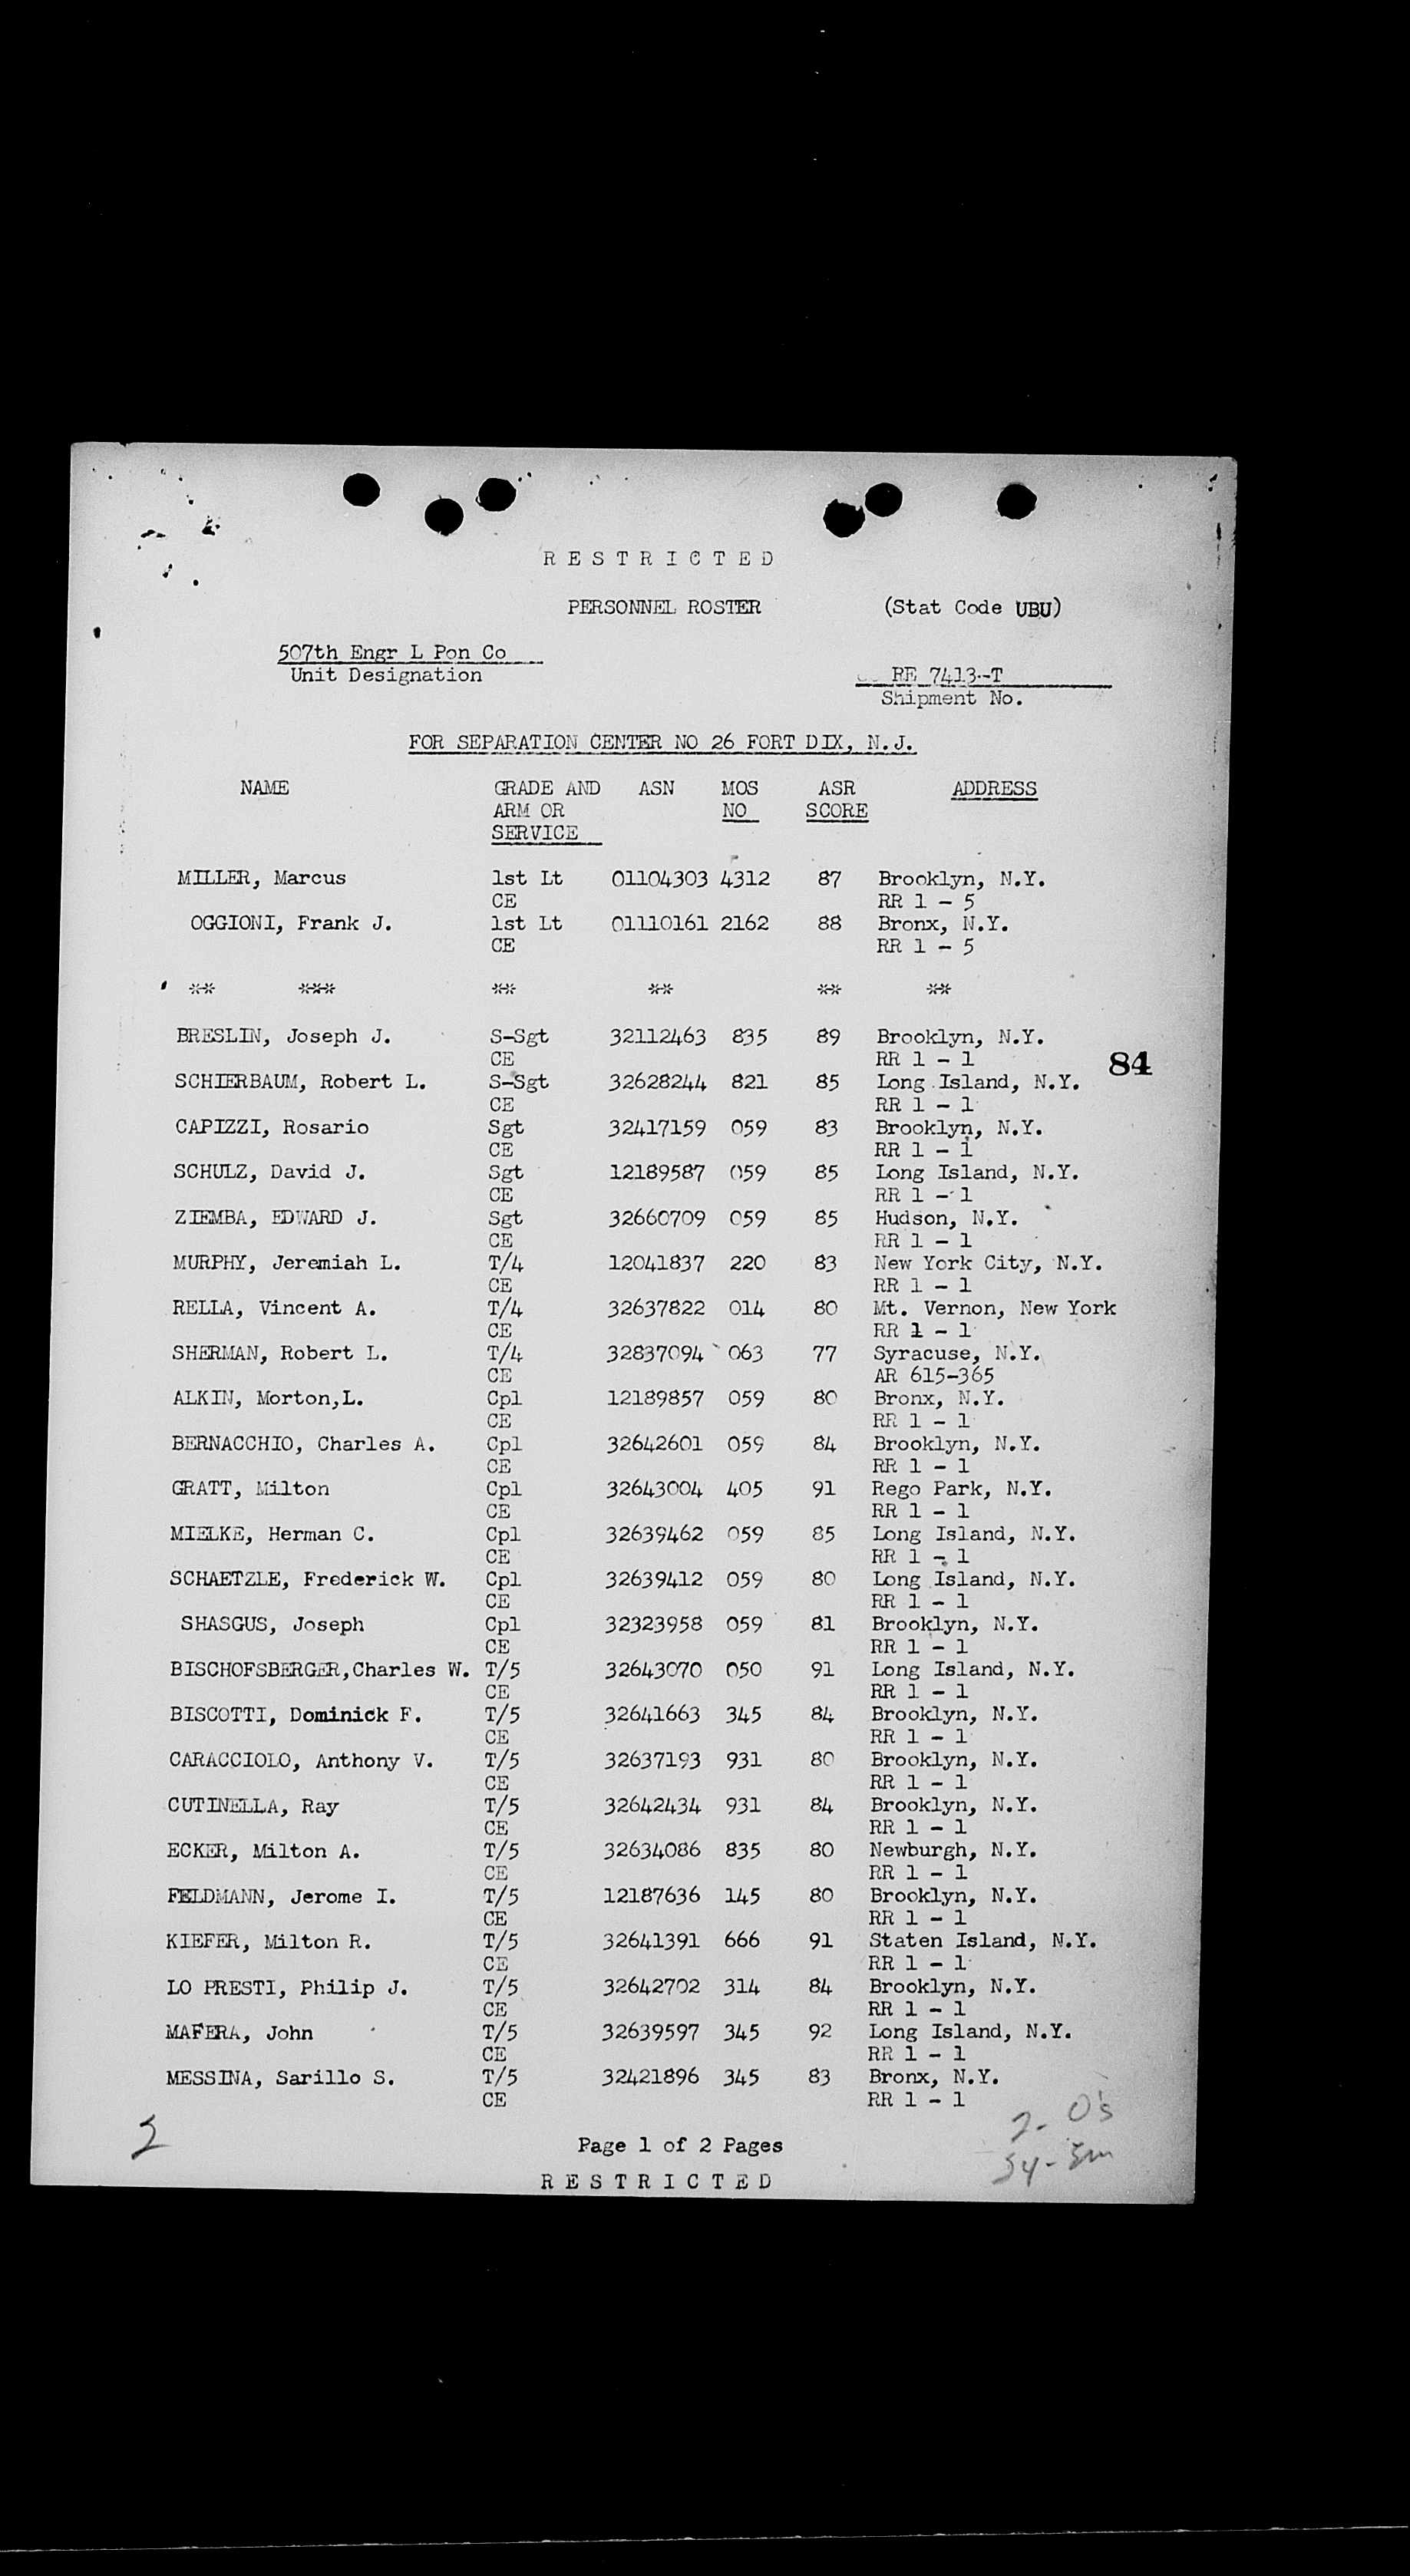 RESTRICTED
PERSONNEL ROSTER (Stat Code UBU)
507th Engr L Pon Co
Unit Designation
RE 7413-T
Shipment No.
FOR SEPARATION CENTER NO 26 FORT DIX, N.J.
NAME GRADE AND ASN MOS ASR ADDRESS
ARM OR NO SCORE
SERVICE
MILLER, Marcus 1st Lt 01104303 4312 87 Brooklyn, N.Y.
CE RR 1 - 5
OGGIONI, Frank J. 1st Lt 01110161 2162 88 Bronx, N.Y.
CE RR 1 - 5
** *** ** ** ** **
BRESLIN, Joseph J. S-Sgt 32112463 835 89 Brooklyn, N.Y.
CE RR 1 - 1
84
SCHIERBAUM, Robert L. S-Sgt 32628244 821 85 Long Island, N.Y.
CE RR 1 - 1
CAPIZZI, Rosario Sgt 32417159 059 83 Brooklyn, N.Y.
CE RR 1 - 1
SCHULZ, David J. Sgt 12189587 059 85 Long Island, N.Y.
CE RR 1 - 1
ZIEMBA, EDWARD J. Sgt 32660709 059 85 Hudson, N.Y.
CE RR 1 - 1
MURPHY, Jeremiah L. T/4 12041837 220 83 New York City, N.Y.
CE RR 1 - 1
RELLA, Vincent A. T/4 32637822 014 80 Mt. Vernon, New York
CE RR 1 - 1
SHERMAN, Robert L. T/4 32837094 063 77 Syracuse, N.Y.
CE AR 615-365
ALKIN, Morton,L. Cpl 12189857 059 80 Bronx, N.Y.
CE RR 1 - 1
BERNACCHIO, Charles A. Cpl 32642601 059 84 Brooklyn, N.Y.
CE RR 1 - 1
GRATT, Milton Cpl 32643004 405 91 Rego Park, N.Y.
CE RR 1 - 1
MIELKE, Herman C. Cpl 32639462 059 85 Long Island, N.Y.
CE RR 1 - 1
SCHAETZLE, Frederick W. Cpl 32639412 059 80 Long Island, N.Y.
CE RR 1 - 1
SHASGUS, Joseph Cpl 32323958 059 81 Brooklyn, N.Y.
CE RR 1 - 1
BISCHOFSBERGER,Charles W. T/5 32643070 050 91 Long Island, N.Y.
CE RR 1 - 1
BISCOTTI, Dominick F. T/5 32641663 345 84 Brooklyn, N.Y.
CE RR 1 - 1
CARACCIOLO, Anthony V. T/5 32637193 931 80 Brooklyn, N.Y.
CE RR 1 - 1
CUTINELLA, Ray T/5 32642434 931 84 Brooklyn, N.Y.
CE RR 1 - 1
ECKER, Milton A. T/5 32634086 835 80 Newburgh, N.Y.
CE RR 1 - 1
FELDMANN, Jerome I. T/5 12187636 145 80 Brooklyn, N.Y.
CE RR 1 - 1
KIEFER, Milton R. T/5 32641391 666 91 Staten Island, N.Y.
CE RR 1 - 1
LO PRESTI, Philip J. T/5 32642702 314 84 Brooklyn, N.Y.
CE RR 1 - 1
MAFERA, John T/5 32639597 345 92 Long Island, N.Y.
CE RR 1 - 1
MESSINA, Sarillo S. T/5 32421896 345 83 Bronx, N.Y.
CE RR 1 - 1
2- O's
Page 1 of 2 Pages
RESTRICTED